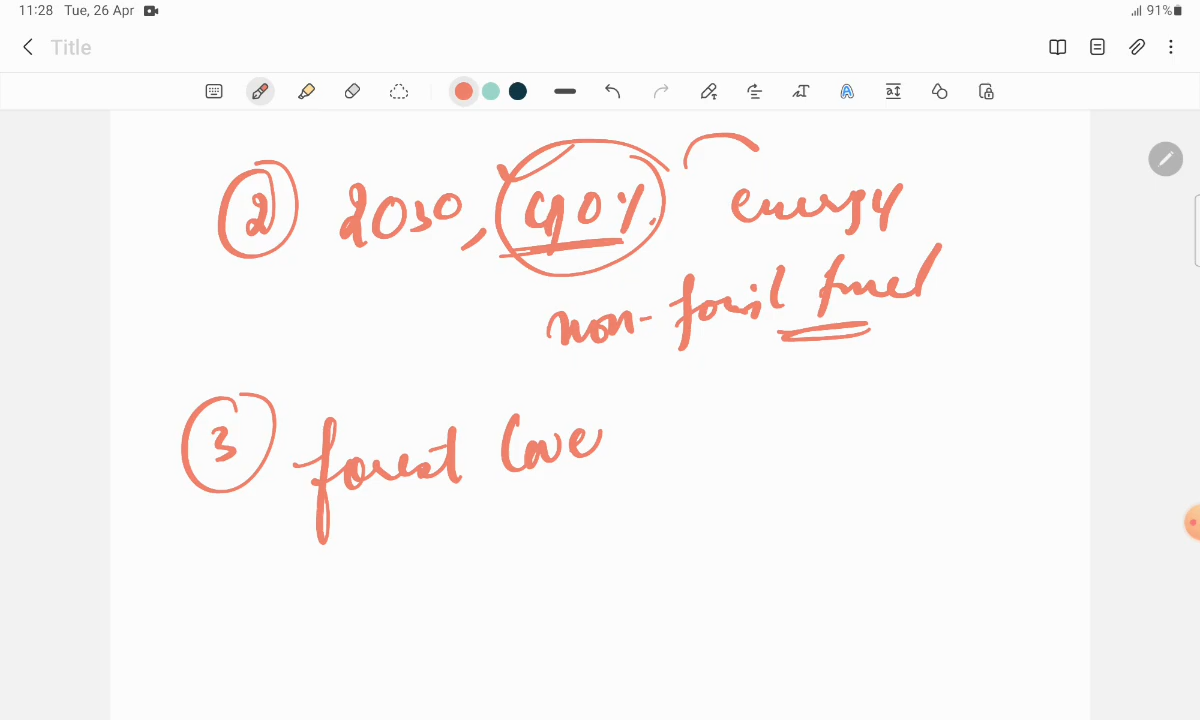 11:28 Tue, 26 Apr 91%
Title
② 2030, 40% energy
non-fossil fuel
③ forest Cove